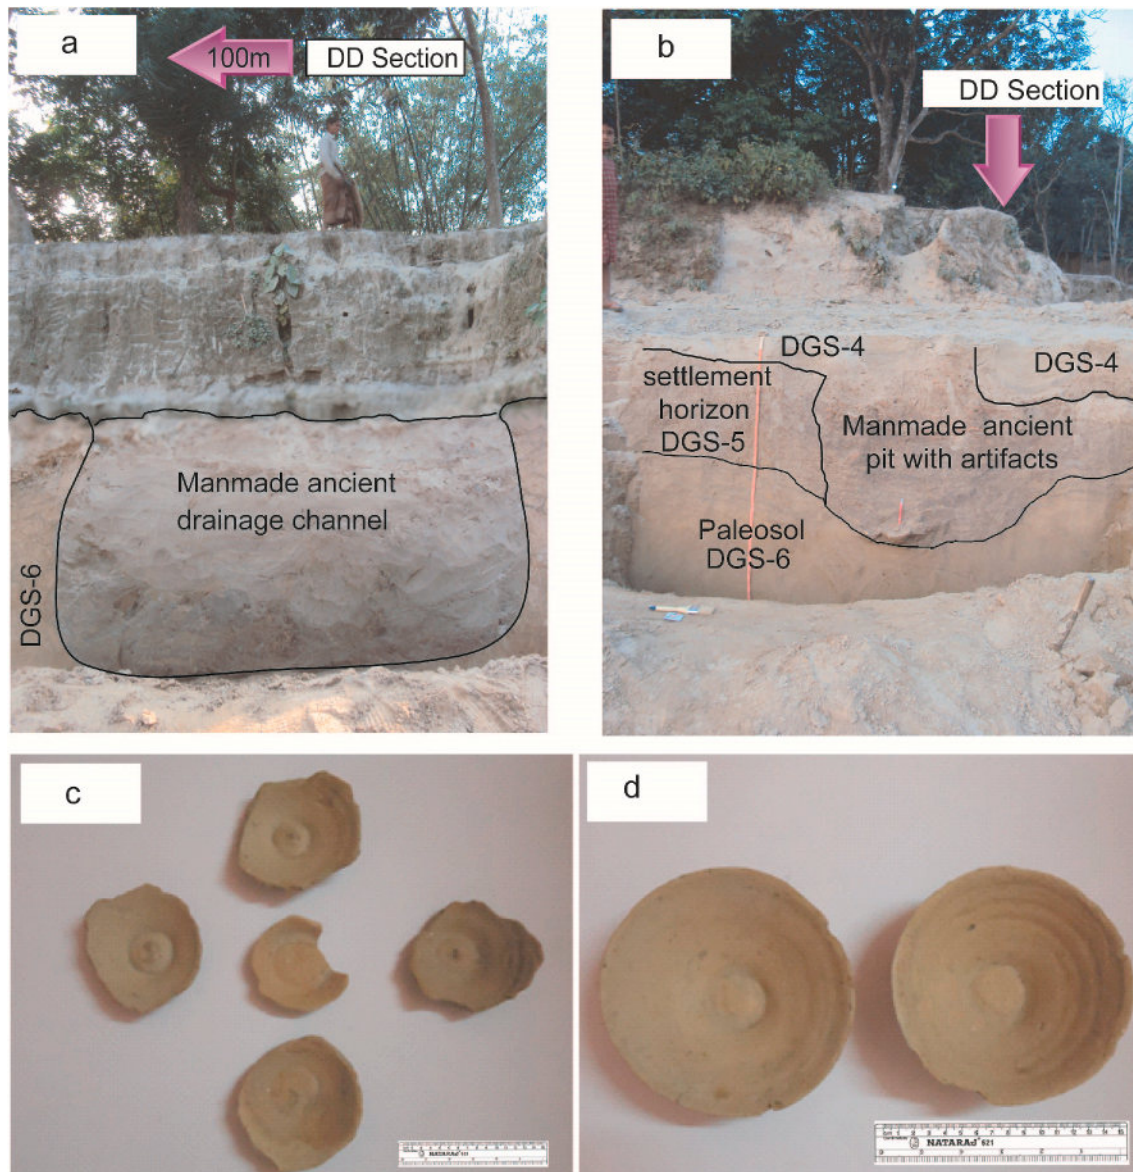 a
100m
DD Section
Manmade ancient
drainage channel
DGS-6
b
DD Section
DGS-4
DGS-4
settlement
horizon
DGS-5
Manmade ancient
pit with artifacts
Paleosol
DGS-6
c
d
NATARAJ 621